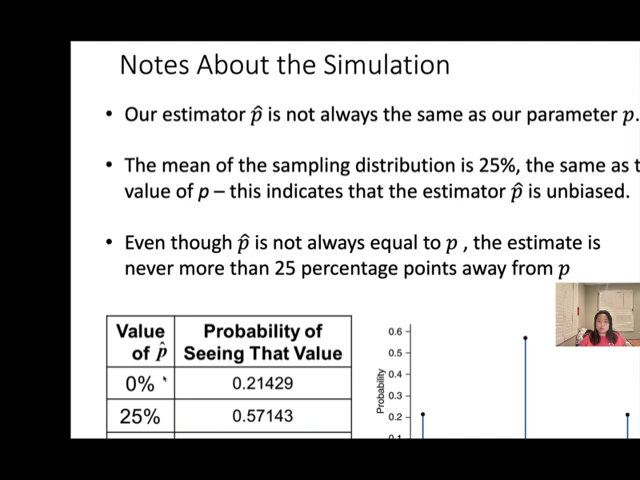 Notes About the Simulation
• Our estimator p̂ is not always the same as our parameter p.
• The mean of the sampling distribution is 25%, the same as t
value of p – this indicates that the estimator p̂ is unbiased.
• Even though p̂ is not always equal to p , the estimate is
never more than 25 percentage points away from p
Value of p̂ Probability of Seeing That Value
0% 0.21429
25% 0.57143
Probability
0.6
0.5
0.4
0.3
0.2
0.1